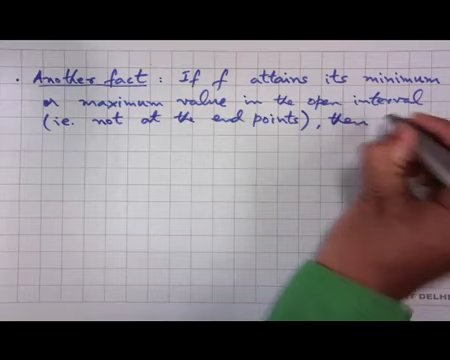 . Another fact : If f attains its minimum
or maximum value in the open interval
(i.e. not at the end points), then
DELHI